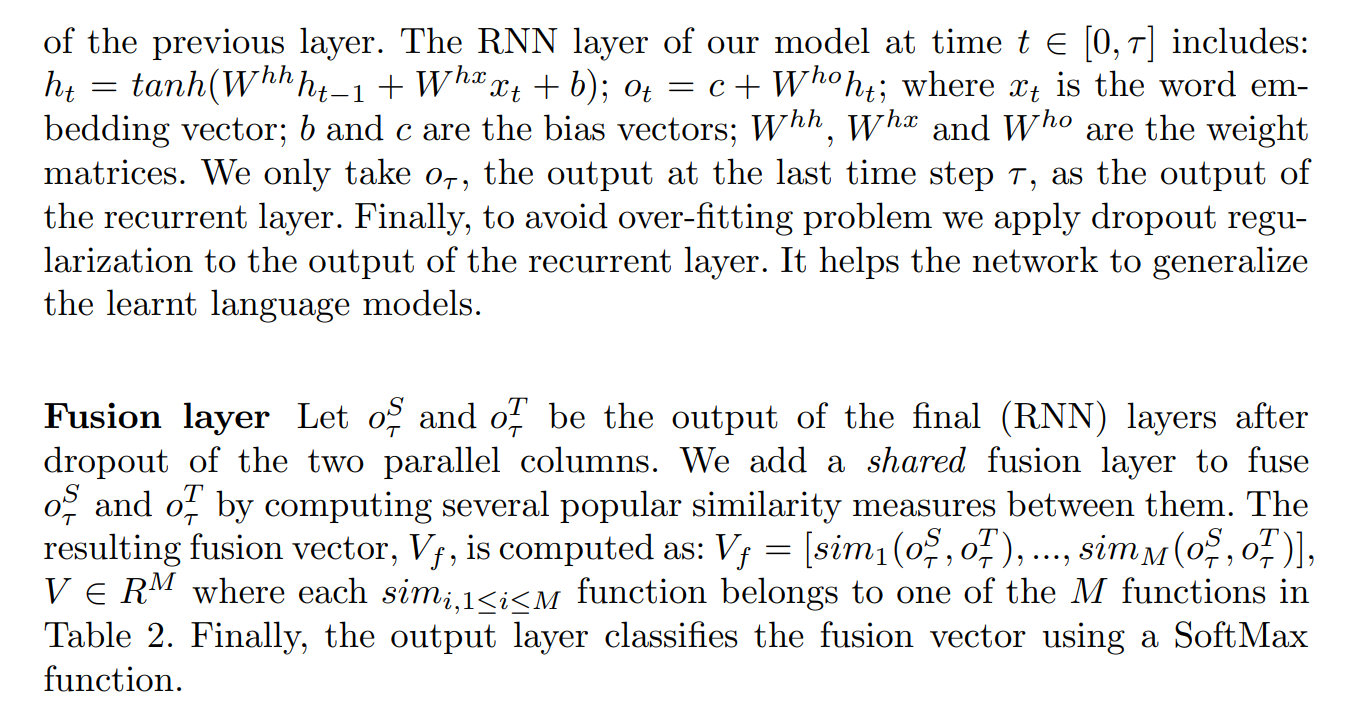 of the previous layer. The RNN layer of our model at time $t \in [0, \tau]$ includes:
$h_t = tanh(W^{hh}h_{t-1} + W^{hx}x_t + b)$; $o_t = c + W^{ho}h_t$; where $x_t$ is the word em-
bedding vector; $b$ and $c$ are the bias vectors; $W^{hh}$, $W^{hx}$ and $W^{ho}$ are the weight
matrices. We only take $o_\tau$, the output at the last time step $\tau$, as the output of
the recurrent layer. Finally, to avoid over-fitting problem we apply dropout regu-
larization to the output of the recurrent layer. It helps the network to generalize
the learnt language models.
Fusion layer Let $o_\tau^S$ and $o_\tau^T$ be the output of the final (RNN) layers after
dropout of the two parallel columns. We add a shared fusion layer to fuse
$o_\tau^S$ and $o_\tau^T$ by computing several popular similarity measures between them. The
resulting fusion vector, $V_f$, is computed as: $V_f = [sim_1(o_\tau^S, o_\tau^T), ..., sim_M(o_\tau^S, o_\tau^T)]$,
$V \in R^M$ where each $sim_{i,1 \leq i \leq M}$ function belongs to one of the $M$ functions in
Table 2. Finally, the output layer classifies the fusion vector using a SoftMax
function.